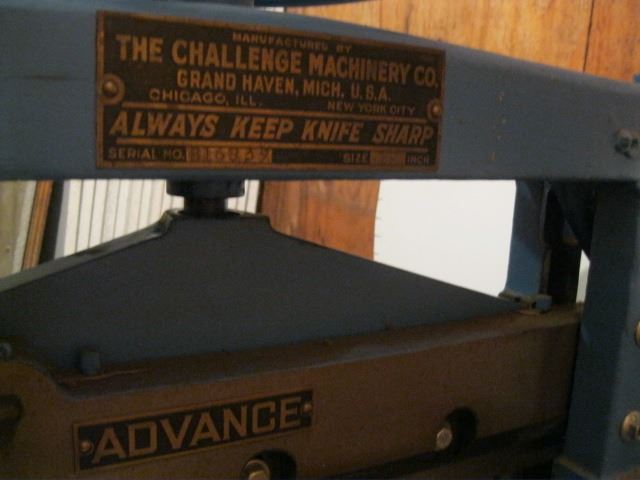 MANUFACTURED BY
THE CHALLENGE MACHINERY CO.
GRAND HAVEN, MICH. U.S.A.
CHICAGO, ILL. NEW YORK CITY
ALWAYS KEEP KNIFE SHARP
SERIAL NO. SIZE INCH
ADVANCE